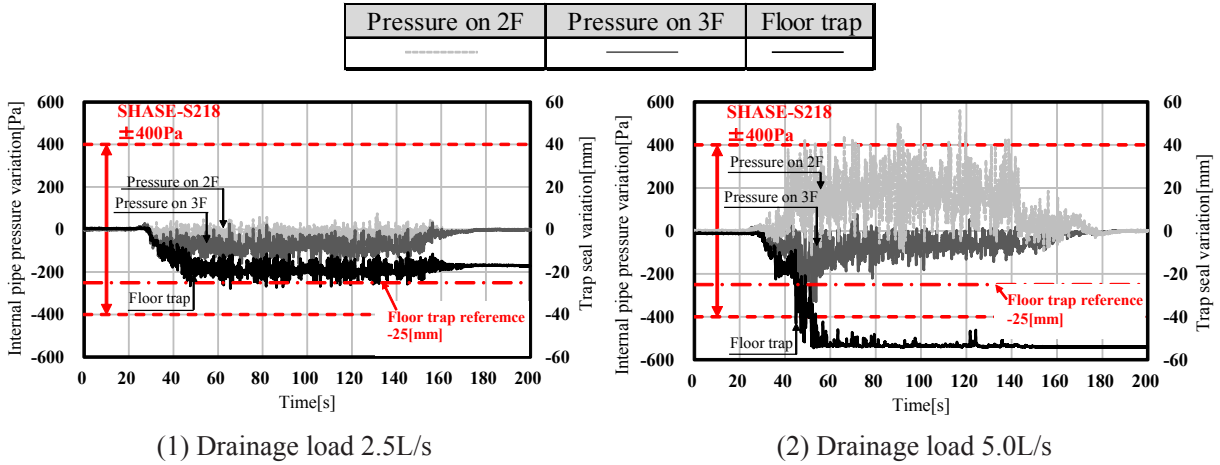 Pressure on 2F Pressure on 3F Floor trap
Internal pipe pressure variation[Pa]
600
400
200
0
-200
-400
-600
SHASE-S218
±400Pa
Pressure on 2F
Pressure on 3F
Floor trap
Floor trap referemce
-25[mm]
60
40
20
0
-20
-40
-60
Trap seal variation[mm]
0 20 40 60 80 100 120 140 160 180 200
Time[s]
(1) Drainage load 2.5L/s
Internal pipe pressure variation[Pa]
600
400
200
0
-200
-400
-600
SHASE-S218
±400Pa
Pressure on 2F
Pressure on 3F
Floor trap
Floor trap reference
-25[mm]
60
40
20
0
-20
-40
-60
Trap seal variation[mm]
0 20 40 60 80 100 120 140 160 180 200
Time[s]
(2) Drainage load 5.0L/s